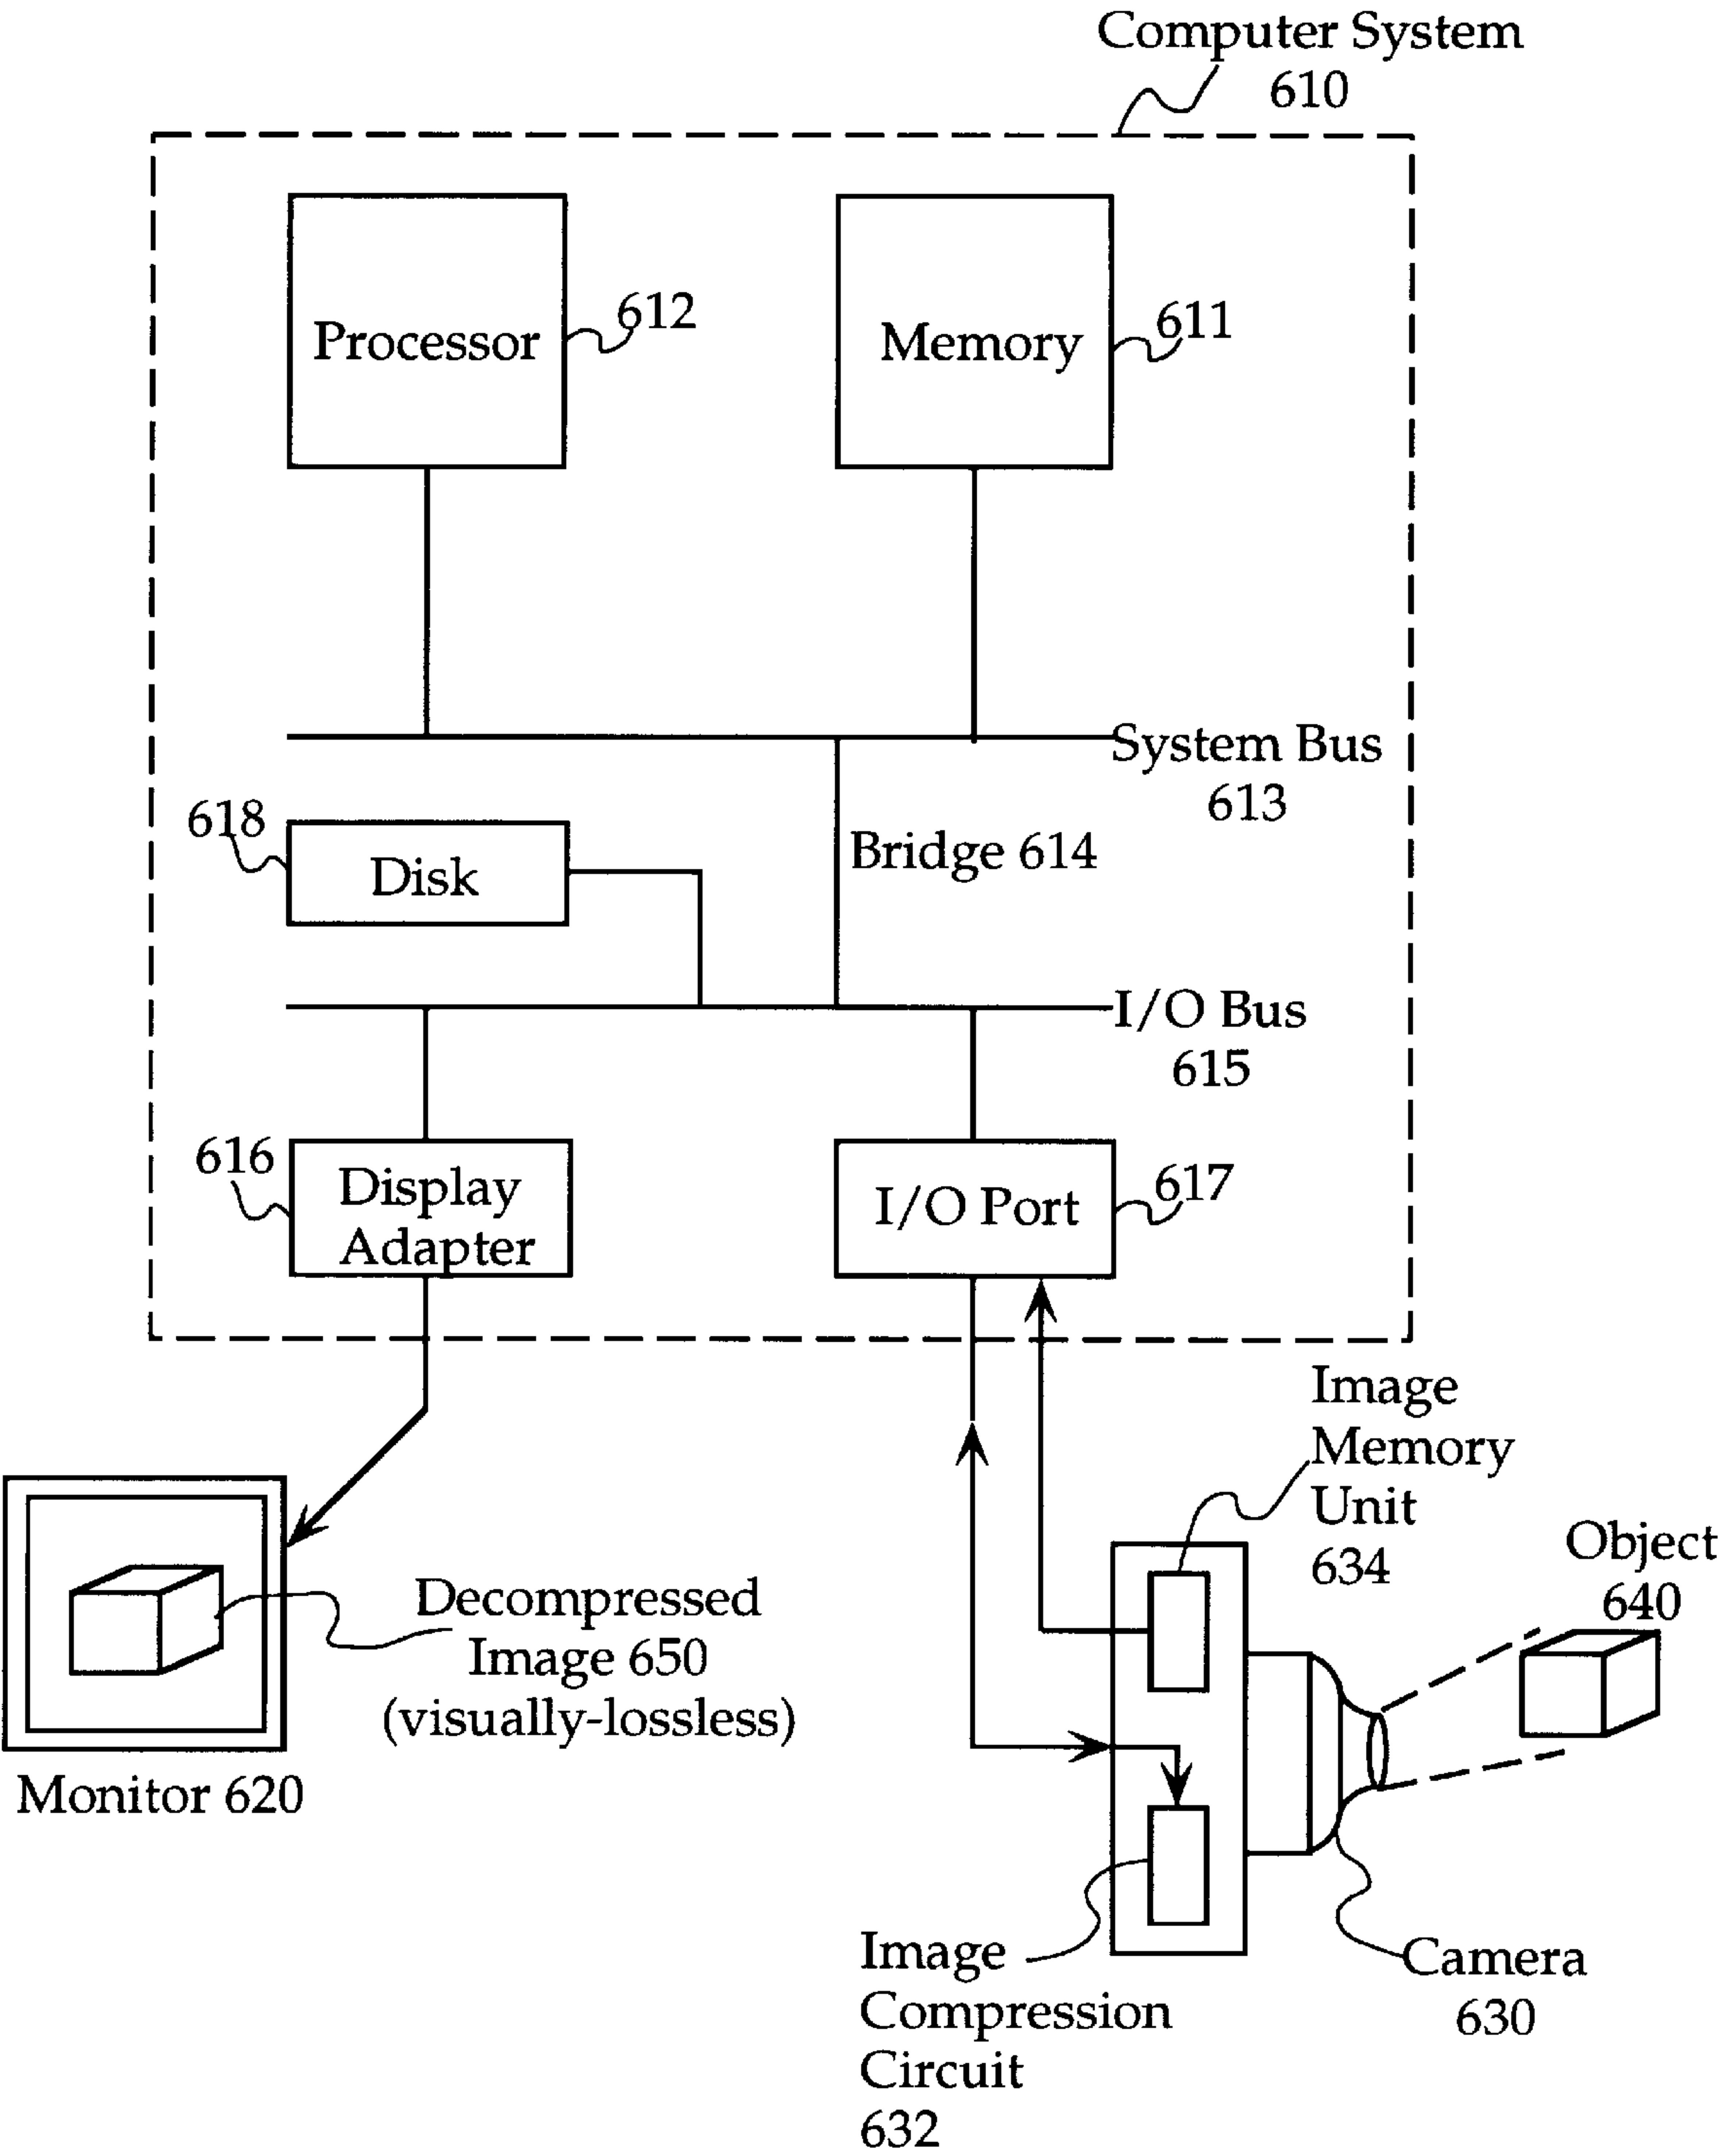 Computer System
610
Processor
612
Memory
611
System Bus
613
618
Disk
Bridge 614
I/O Bus
615
616
Display
Adapter
I/O Port
617
Image
Memory
Unit
634
Object
640
Decompressed
Image 650
(visually-lossless)
Monitor 620
Image
Compression
Circuit
632
Camera
630